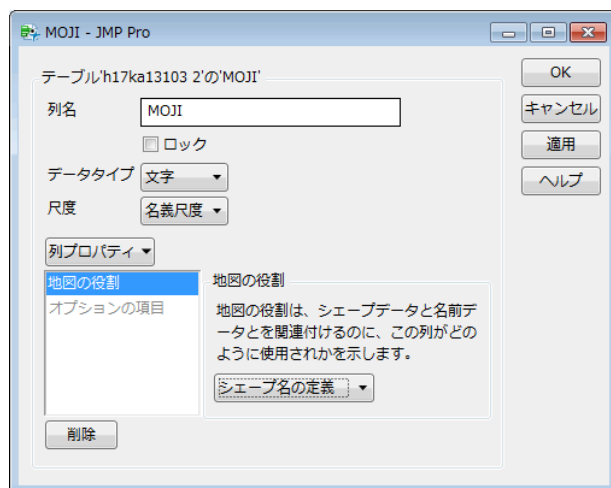 MOJI - JMP Pro
テーブル'h17ka13103 2'の'MOJI'
列名 MOJI
ロック
データタイプ 文字
尺度 名義尺度
列プロパティ
地図の役割
オプションの項目
地図の役割
地図の役割は、シェープデータと名前デ
ータとを関連付けるのに、この列がどの
ように使用されかを示します。
シェープ名の定義
削除
OK
キャンセル
適用
ヘルプ